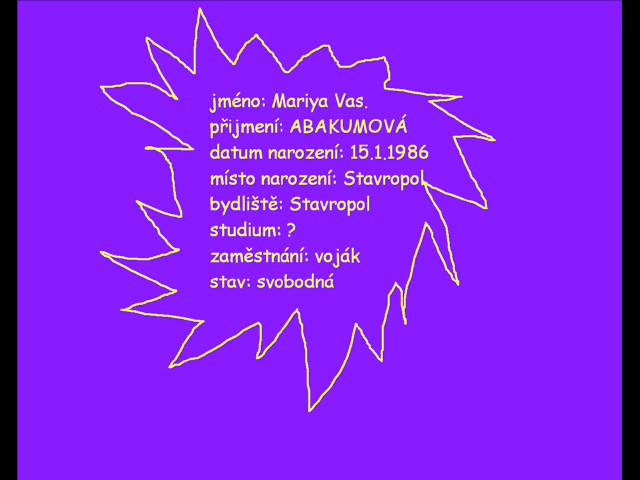 jméno: Mariya Vas.
přijmení: ABAKUMOVÁ
datum narození: 15.1.1986
místo narození: Stavropol
bydliště: Stavropol
studium: ?
zaměstnání: voják
stav: svobodná